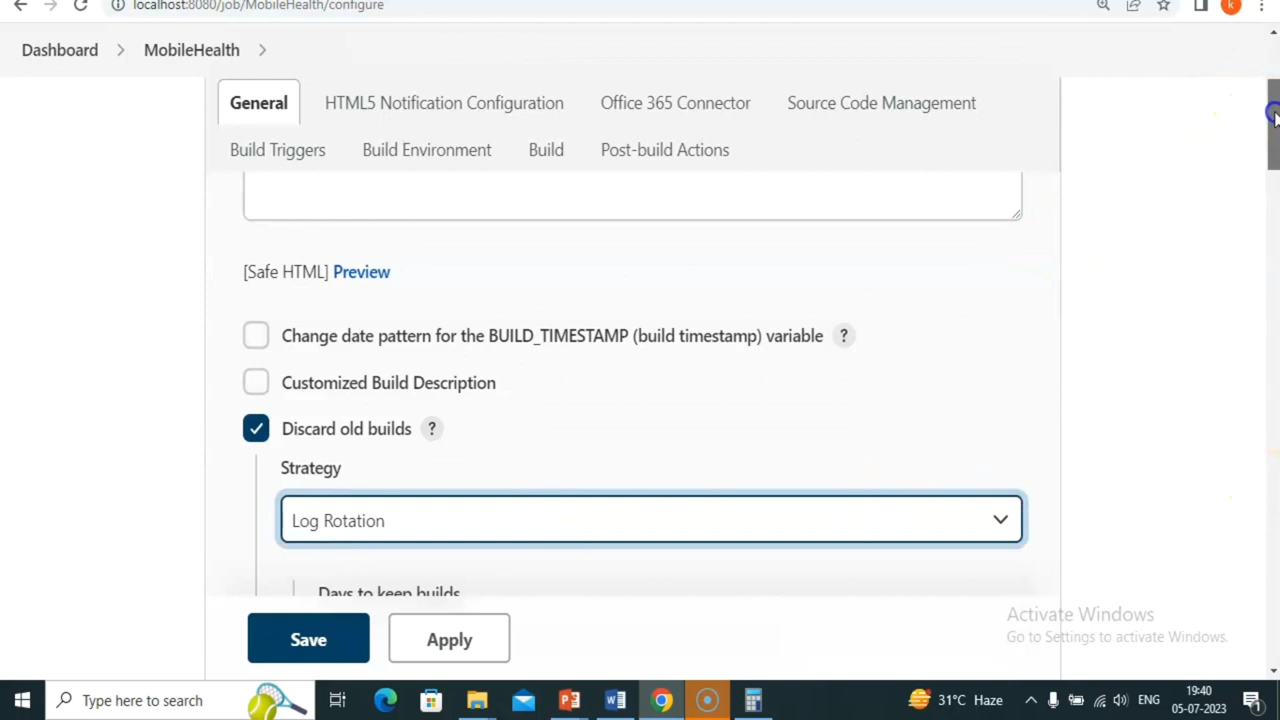 localhost:8080/job/MobileHealth/configure
k
Dashboard > MobileHealth >
General HTML5 Notification Configuration Office 365 Connector Source Code Management
Build Triggers Build Environment Build Post-build Actions
[Safe HTML] Preview
Change date pattern for the BUILD_TIMESTAMP (build timestamp) variable ?
Customized Build Description
Discard old builds ?
Strategy
Log Rotation
Days to keep builds
Save Apply
Activate Windows
Go to Settings to activate Windows.
Type here to search
31°C Haze
ENG
19:40
05-07-2023
1